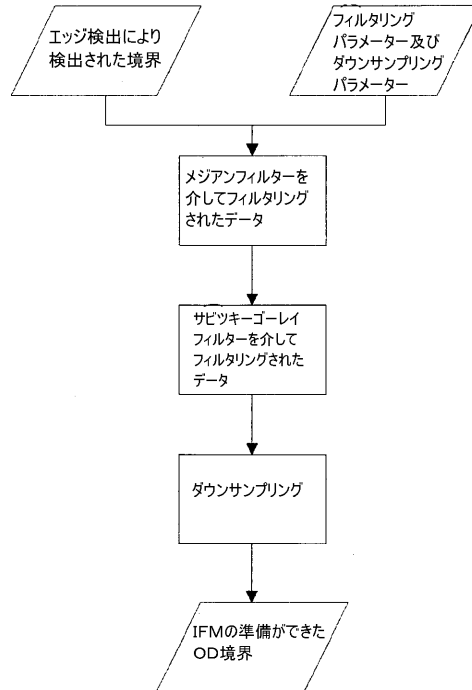 エッジ検出により
検出された境界
フィルタリング
パラメーター及び
ダウンサンプリング
パラメーター
メジアンフィルターを
介してフィルタリング
されたデータ
サビツキーゴーレイ
フィルターを介して
フィルタリングされた
データ
ダウンサンプリング
IFMの準備ができた
OD境界